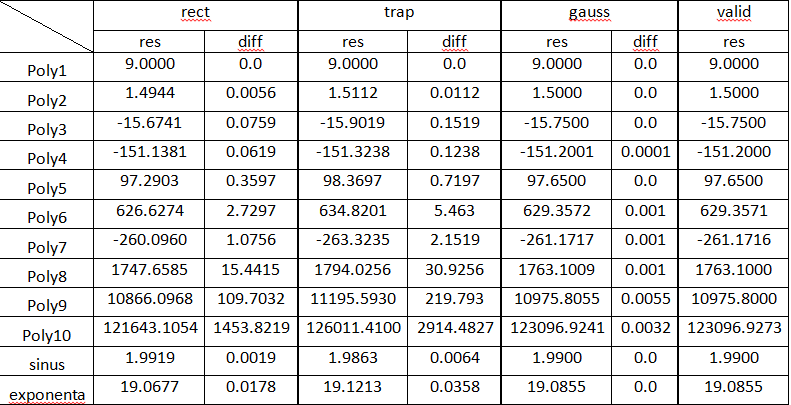 rect trap gauss valid
res diff res diff res diff res
Poly1 9.0000 0.0 9.0000 0.0 9.0000 0.0 9.0000
Poly2 1.4944 0.0056 1.5112 0.0112 1.5000 0.0 1.5000
Poly3 -15.6741 0.0759 -15.9019 0.1519 -15.7500 0.0 -15.7500
Poly4 -151.1381 0.0619 -151.3238 0.1238 -151.2001 0.0001 -151.2000
Poly5 97.2903 0.3597 98.3697 0.7197 97.6500 0.0 97.6500
Poly6 626.6274 2.7297 634.8201 5.463 629.3572 0.001 629.3571
Poly7 -260.0960 1.0756 -263.3235 2.1519 -261.1717 0.001 -261.1716
Poly8 1747.6585 15.4415 1794.0256 30.9256 1763.1009 0.001 1763.1000
Poly9 10866.0968 109.7032 11195.5930 219.793 10975.8055 0.0055 10975.8000
Poly10 121643.1054 1453.8219 126011.4100 2914.4827 123096.9241 0.0032 123096.9273
sinus 1.9919 0.0019 1.9863 0.0064 1.9900 0.0 1.9900
exponenta 19.0677 0.0178 19.1213 0.0358 19.0855 0.0 19.0855